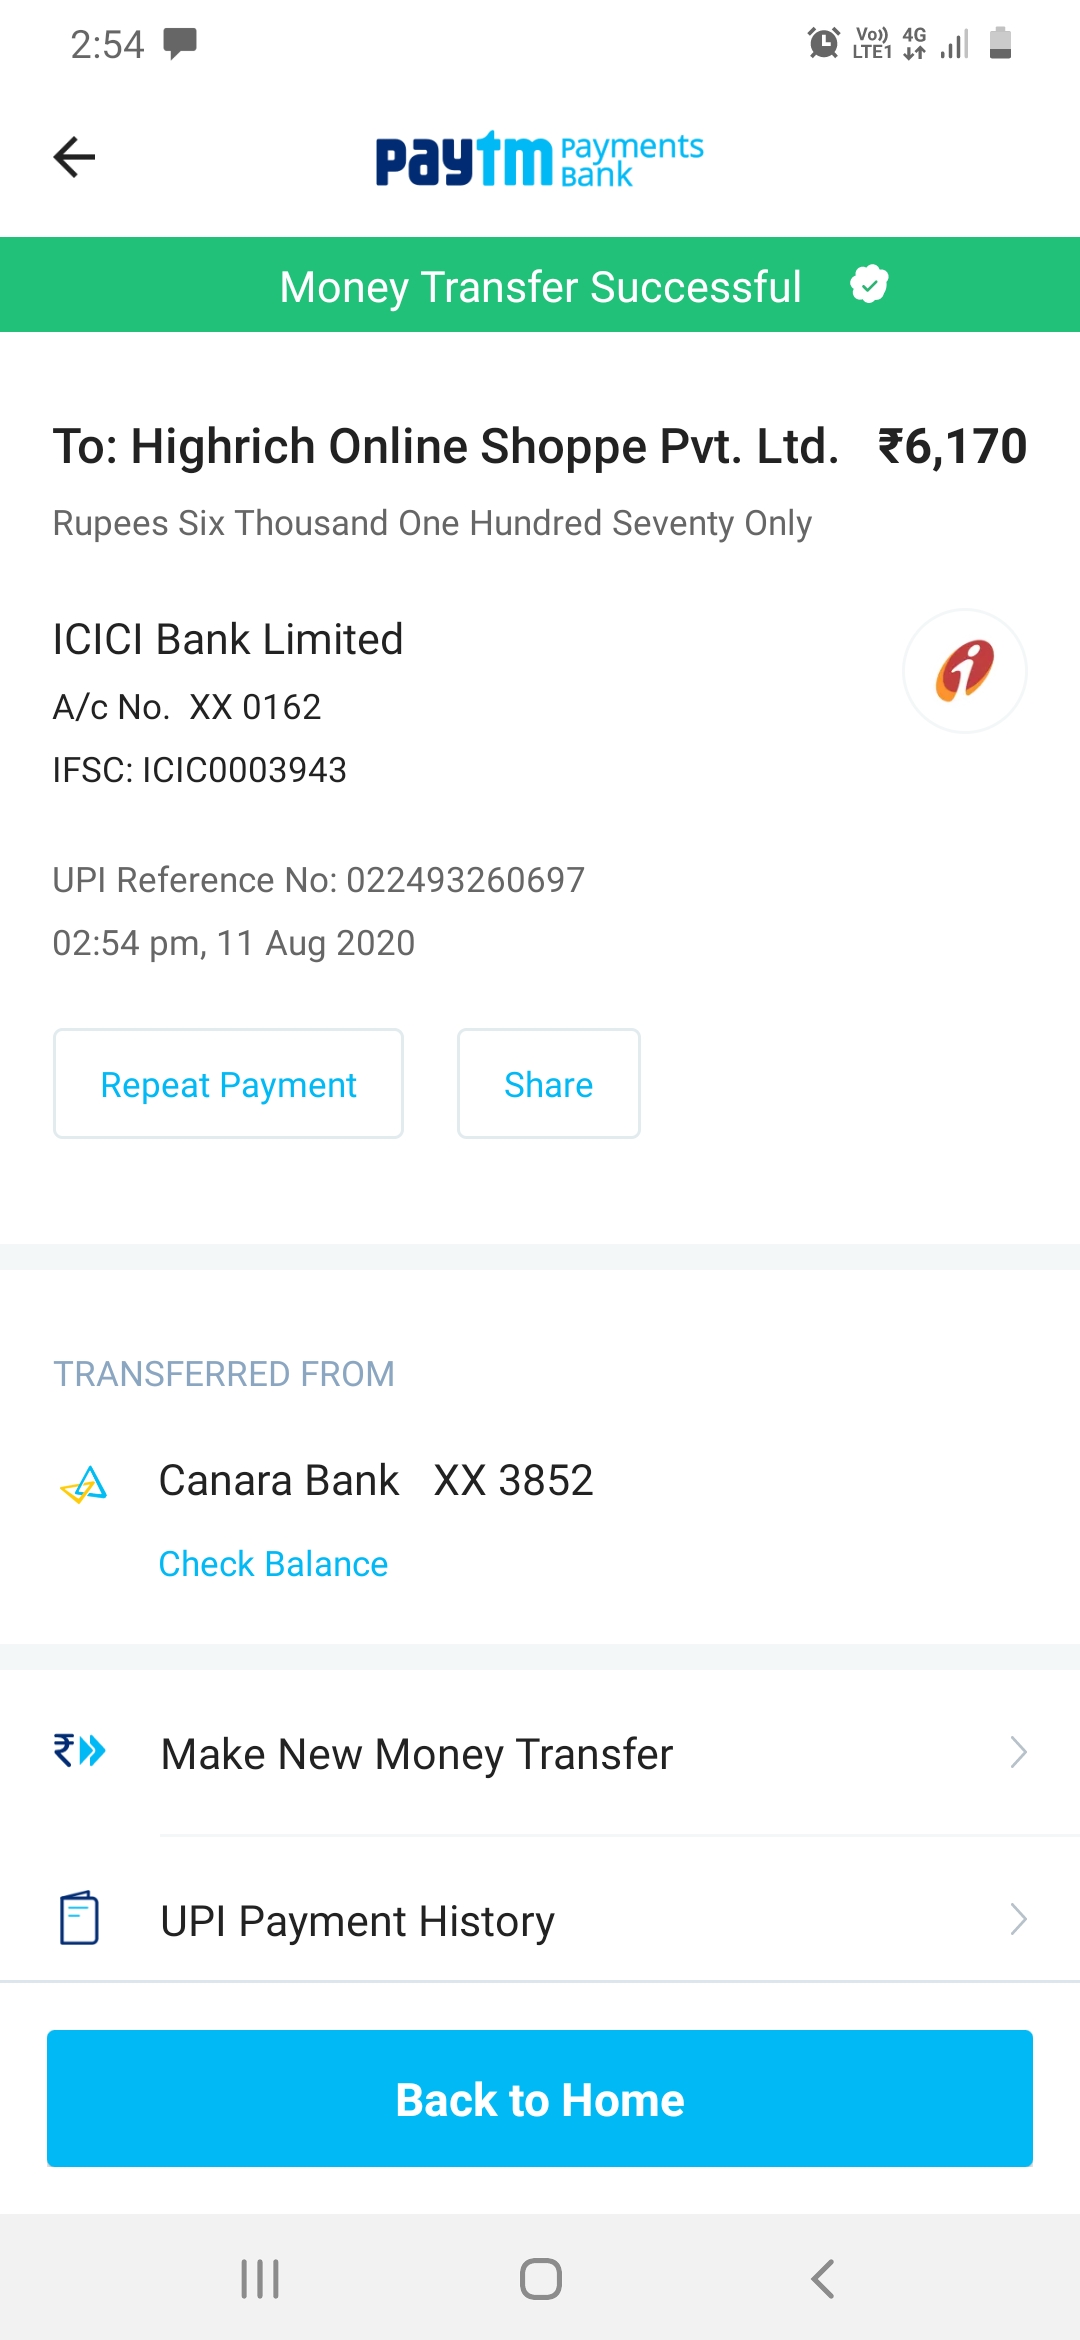 2:54
Vo)) LTE1 4G
paytm Payments Bank
Money Transfer Successful
To: Highrich Online Shoppe Pvt. Ltd. ₹6,170
Rupees Six Thousand One Hundred Seventy Only
ICICI Bank Limited
A/c No. XX 0162
IFSC: ICIC0003943
UPI Reference No: 022493260697
02:54 pm, 11 Aug 2020
Repeat Payment Share
TRANSFERRED FROM
Canara Bank XX 3852
Check Balance
Make New Money Transfer
UPI Payment History
Back to Home